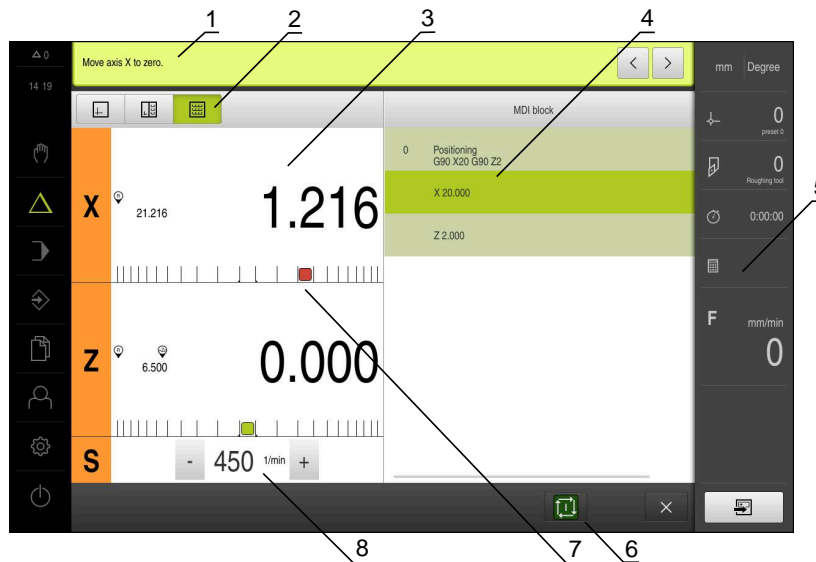 1
2
3
4
0
14 19
Move axis X to zero.
< >
mm Degree
MDI block
0
preset 0
0 Positioning
G90 X20 G90 Z2
X 20.000
Z 2.000
0
Roughing tool
0:00:00
5
X
R
21.216
1.216
F mm/min
0
Z
R
6.500
0.000
S
- 450 1/min +
8
7
6